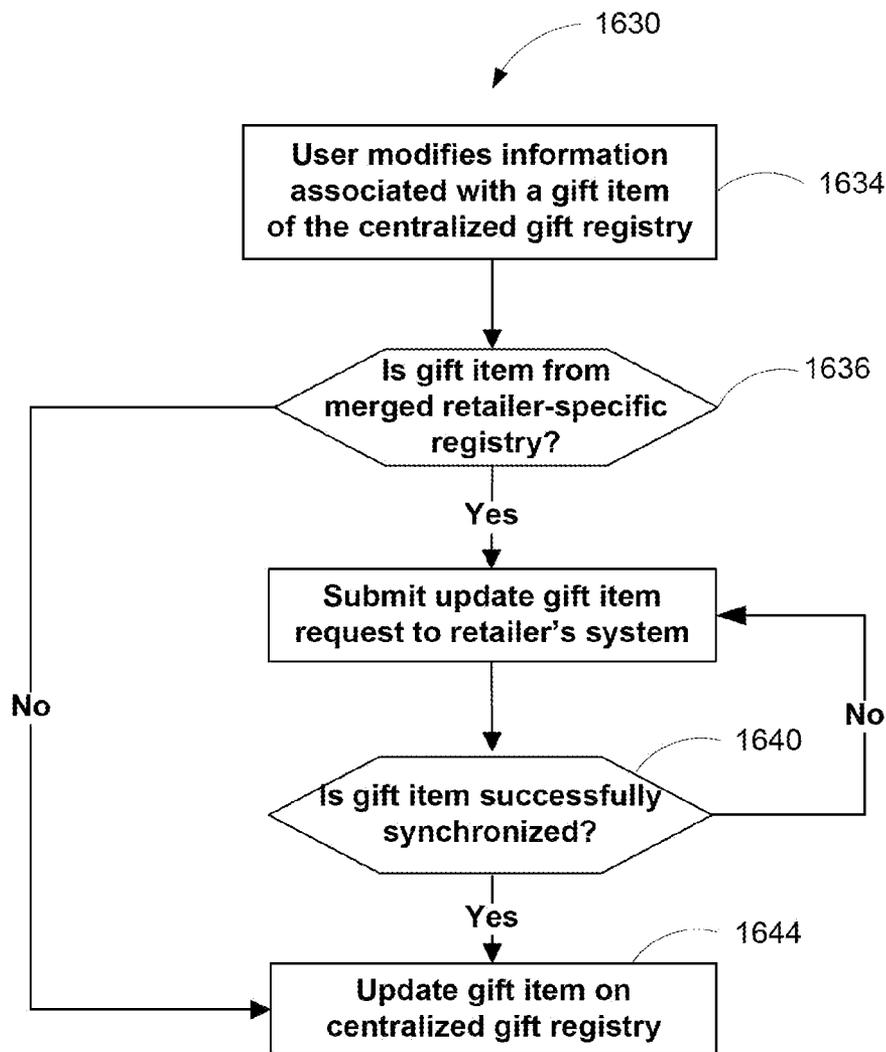 1630
User modifies information
associated with a gift item
of the centralized gift registry
1634
Is gift item from
merged retailer-specific
registry?
1636
Yes
Submit update gift item
request to retailer's system
No
No
1640
Is gift item successfully
synchronized?
Yes
1644
Update gift item on
centralized gift registry